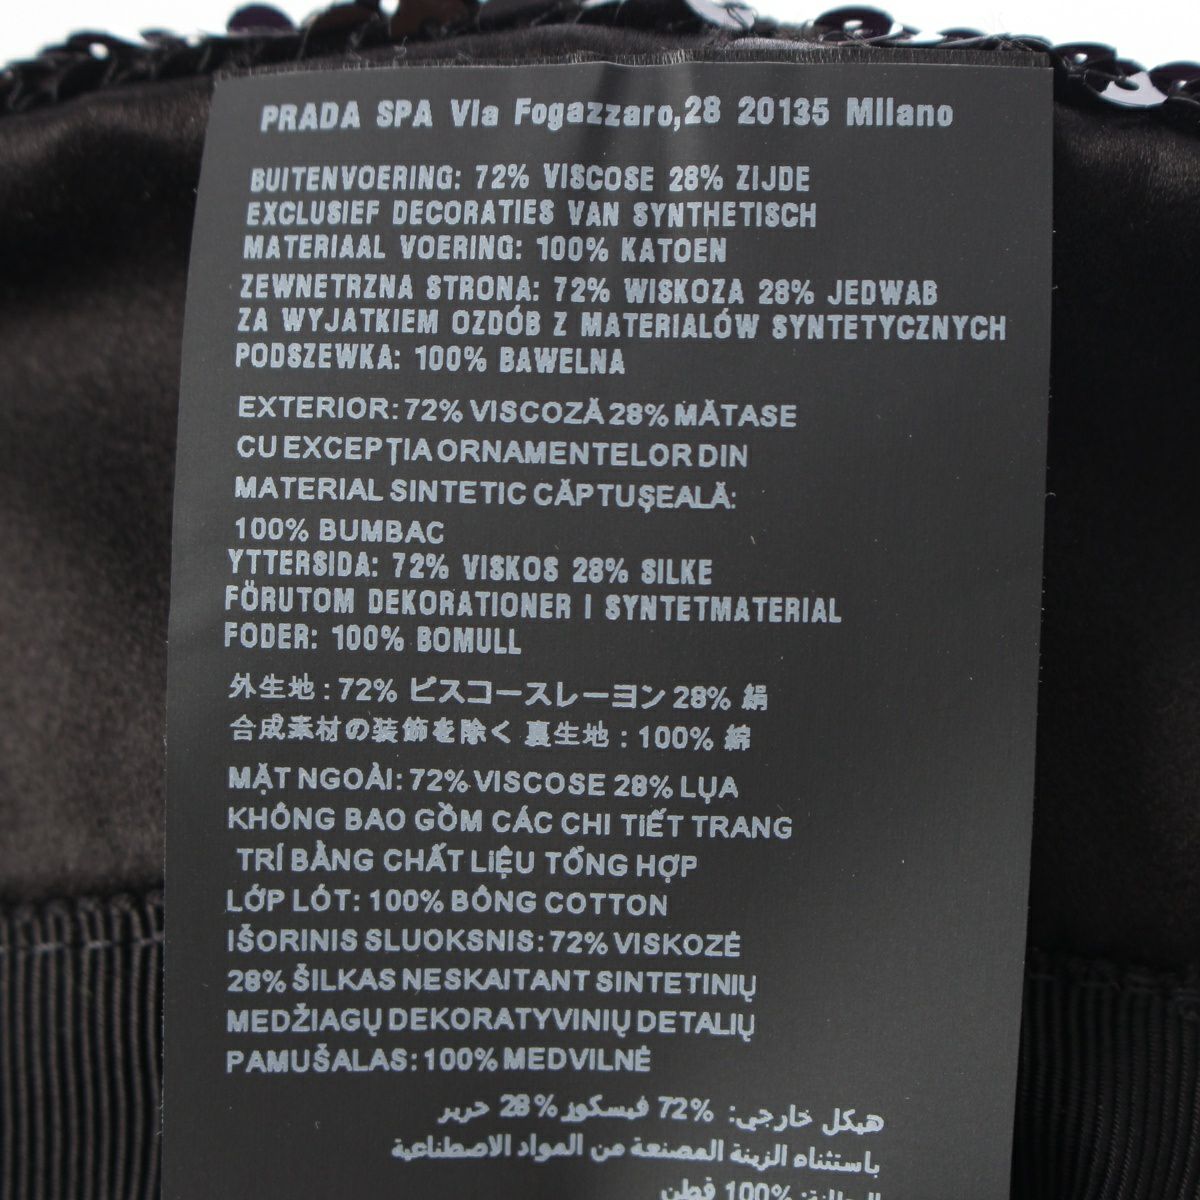 PRADA SPA Via Fogazzaro,28 20135 Milano
BUITENVOERING: 72% VISCOSE 28% ZIJDE
EXCLUSIEF DECORATIES VAN SYNTHETISCH
MATERIAAL VOERING: 100% KATOEN
ZEWNETRZNA STRONA: 72% WISKOZA 28% JEDWAB
ZA WYJATKIEM OZDÓB Z MATERIALÓW SYNTETYCZNYCH
PODSZEWKA: 100% BAWELNA
EXTERIOR: 72% VISCOZĂ 28% MĂTASE
CU EXCEPȚIA ORNAMENTELOR DIN
MATERIAL SINTETIC CĂPTUȘEALĂ:
100% BUMBAC
YTTERSIDA: 72% VISKOS 28% SILKE
FÖRUTOM DEKORATIONER I SYNTETMATERIAL
FODER: 100% BOMULL
外生地 : 72% ビスコースレーヨン 28% 絹
合成素材の装飾を除く 裏生地 : 100% 綿
MẶT NGOÀI: 72% VISCOSE 28% LỤA
KHÔNG BAO GỒM CÁC CHI TIẾT TRANG
TRÍ BẰNG CHẤT LIỆU TỔNG HỢP
LỚP LÓT: 100% BÔNG COTTON
IŠORINIS SLUOKSNIS: 72% VISKOZĖ
28% ŠILKAS NESKAITANT SINTETINIŲ
MEDŽIAGŲ DEKORATYVINIŲ DETALIŲ
PAMUŠALAS: 100% MEDVILNĖ
هيكل خارجي: 72% فيسكوز 28% حرير
باستثناء الزينة المصنعة من المواد الاصطناعية
البطانة: 100% قطن